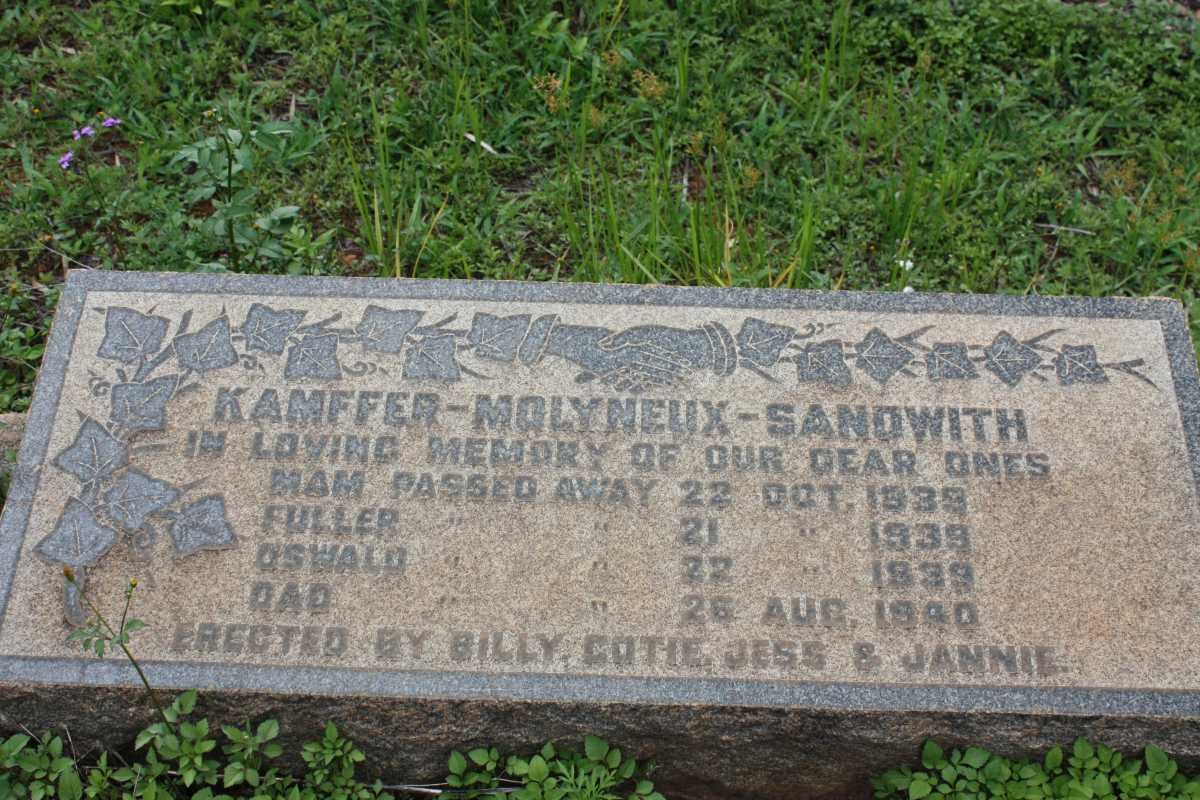 KAMFFER-MOLYNEUX-SANDWITH
IN LOVING MEMORY OF OUR DEAR ONES
MAM PASSED AWAY 22 OCT. 1939
FULLER " " 21 " 1939
OSWALD " " 22 " 1939
DAD " " 26 AUG. 1940
ERECTED BY BILLY, COTIE, JESS & JANNIE.